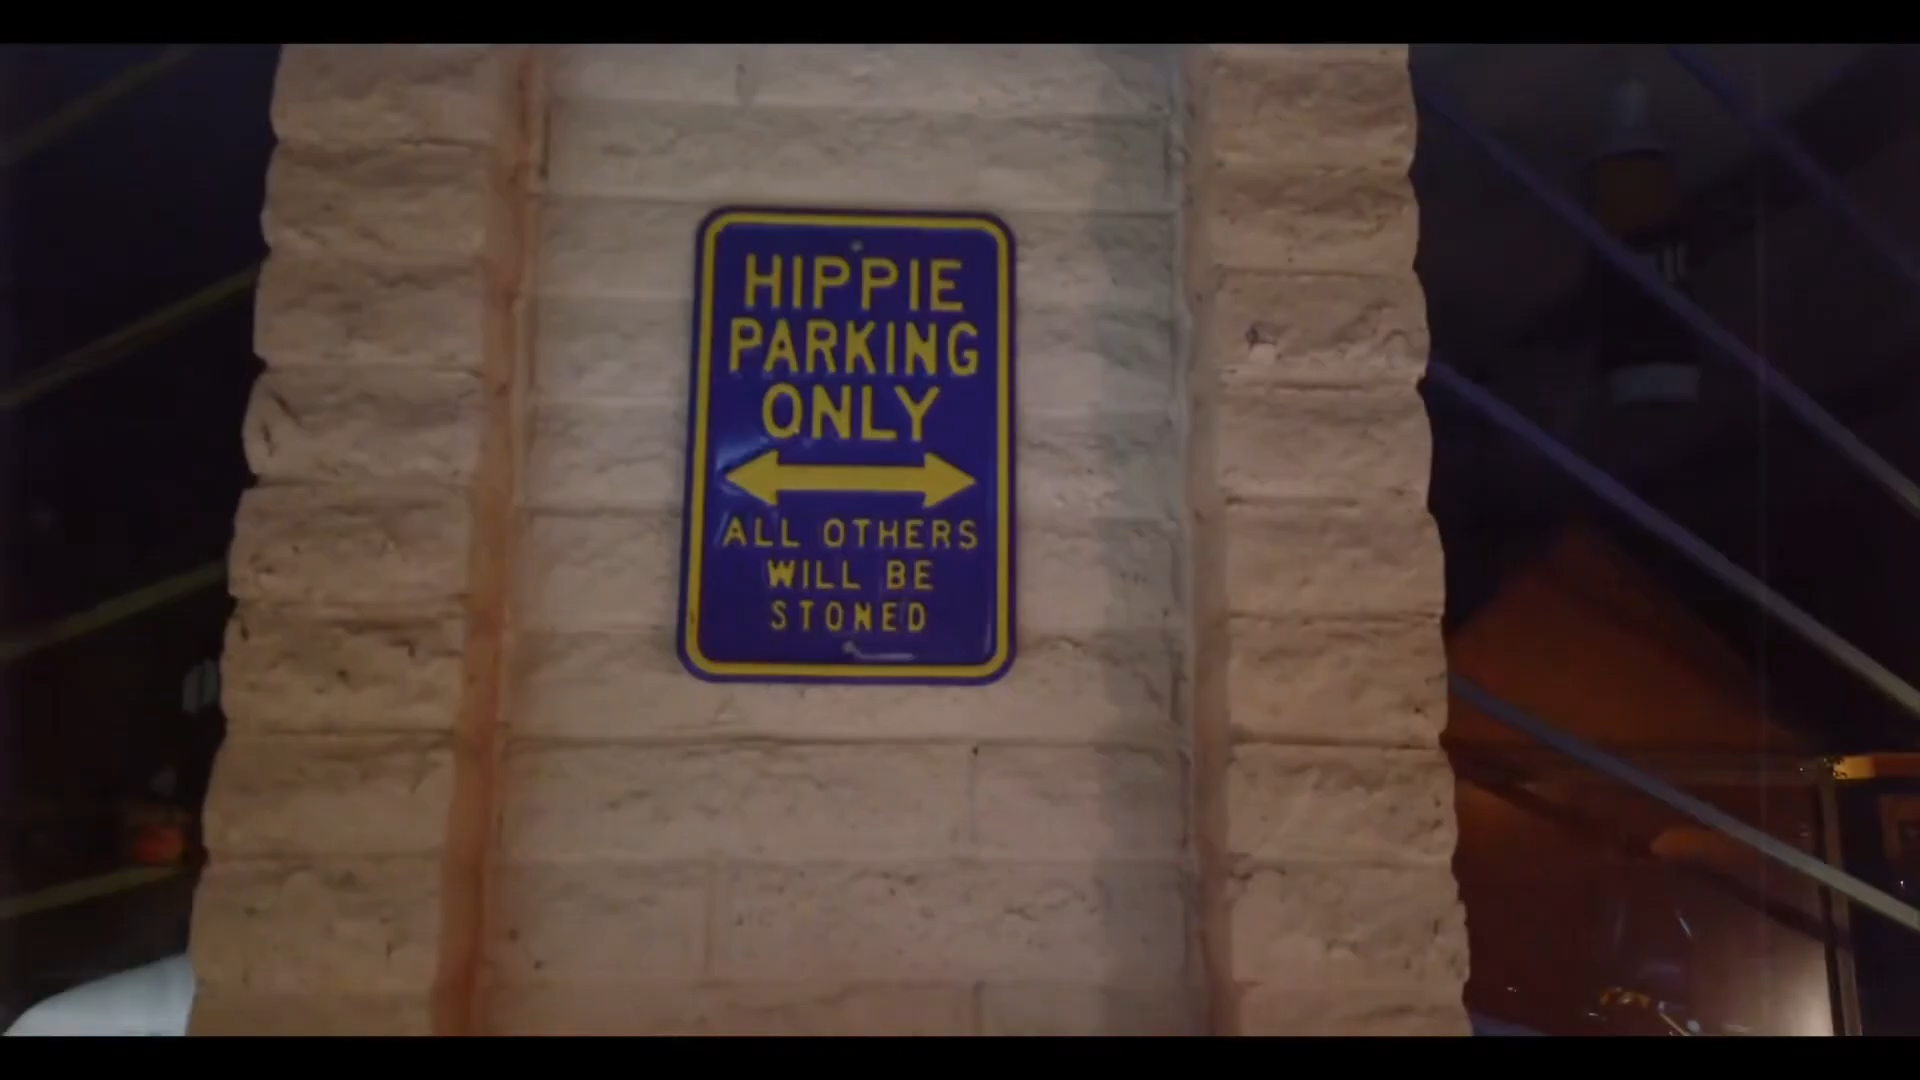 HIPPIE
PARKING
ONLY
ALL OTHERS
WILL BE
STONED